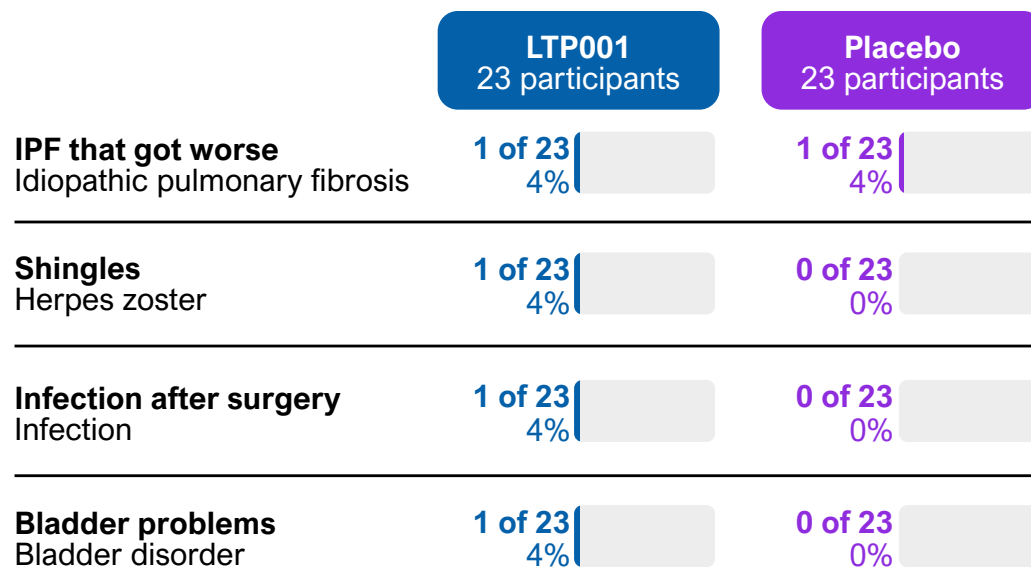 LTP001
23 participants
Placebo
23 participants
IPF that got worse
Idiopathic pulmonary fibrosis
1 of 23
4%
1 of 23
4%
Shingles
Herpes zoster
1 of 23
4%
0 of 23
0%
Infection after surgery
Infection
1 of 23
4%
0 of 23
0%
Bladder problems
Bladder disorder
1 of 23
4%
0 of 23
0%